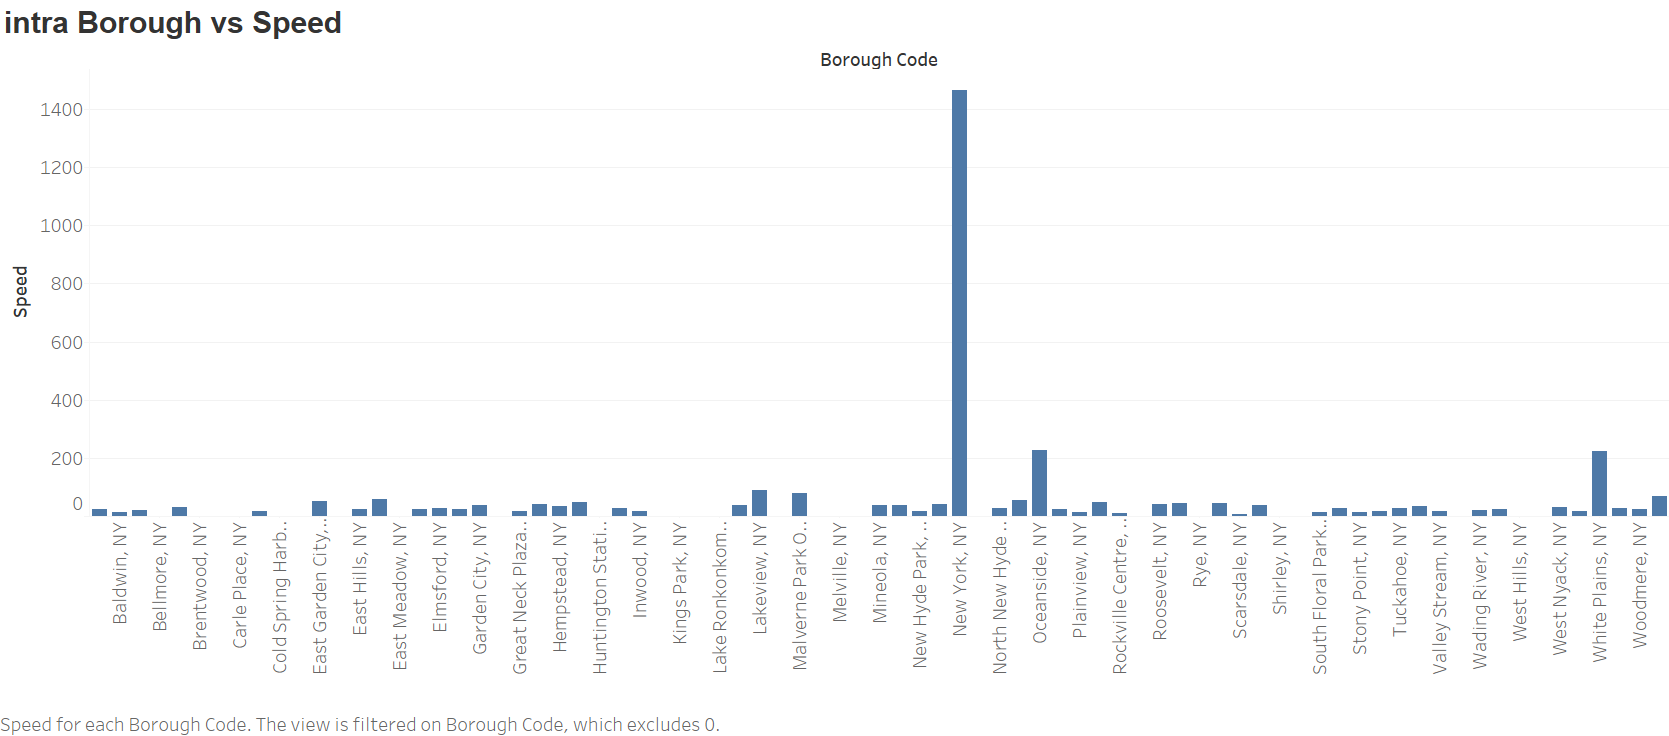 intra Borough vs Speed
Borough Code
Speed
1400
1200
1000
800
600
400
200
0
Baldwin, NY
Bellmore, NY
Brentwood, NY
Carle Place, NY
Cold Spring Harb..
East Garden City,..
East Hills, NY
East Meadow, NY
Elmsford, NY
Garden City, NY
Great Neck Plaza..
Hempstead, NY
Huntington Stati..
Inwood, NY
Kings Park, NY
Lake Ronkonkom..
Lakeview, NY
Malverne Park O..
Melville, NY
Mineola, NY
New Hyde Park, ..
New York, NY
North New Hyde ..
Oceanside, NY
Plainview, NY
Rockville Centre, ..
Roosevelt, NY
Rye, NY
Scarsdale, NY
Shirley, NY
South Floral Park..
Stony Point, NY
Tuckahoe, NY
Valley Stream, NY
Wading River, NY
West Hills, NY
West Nyack, NY
White Plains, NY
Woodmere, NY
Speed for each Borough Code. The view is filtered on Borough Code, which excludes 0.